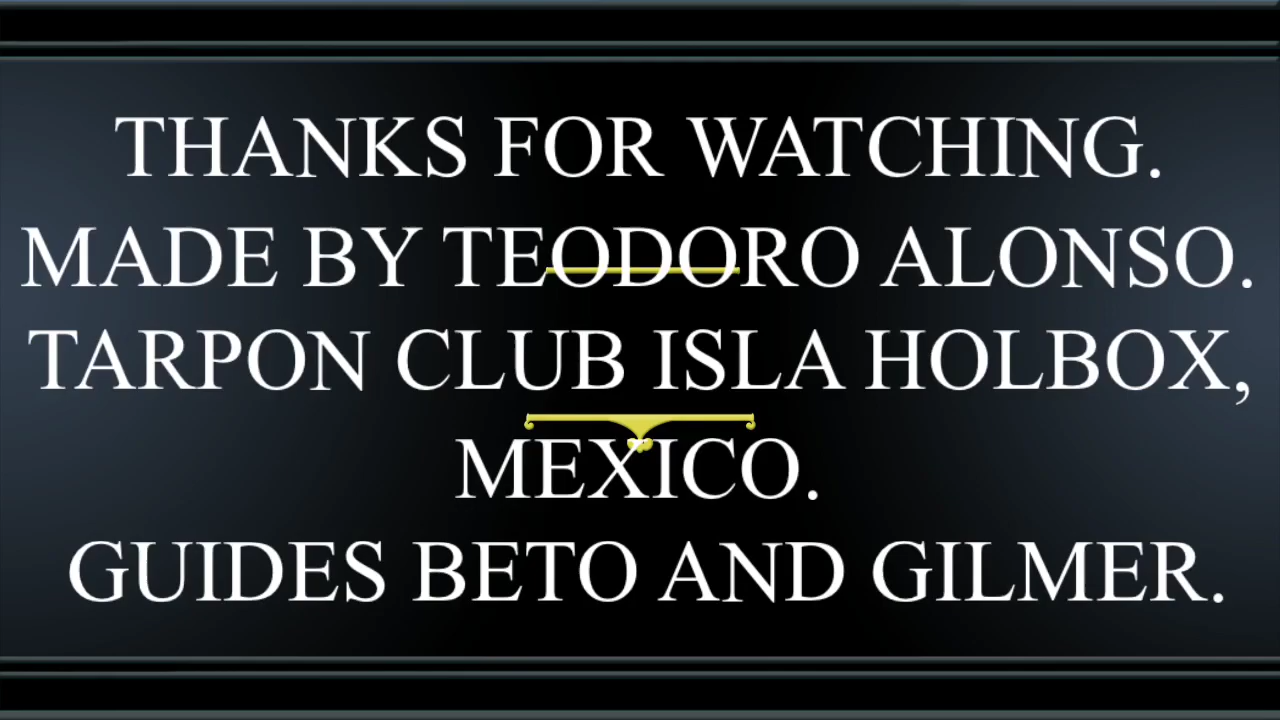 THANKS FOR WATCHING.
MADE BY TEODORO ALONSO.
TARPON CLUB ISLA HOLBOX,
MEXICO.
GUIDES BETO AND GILMER.